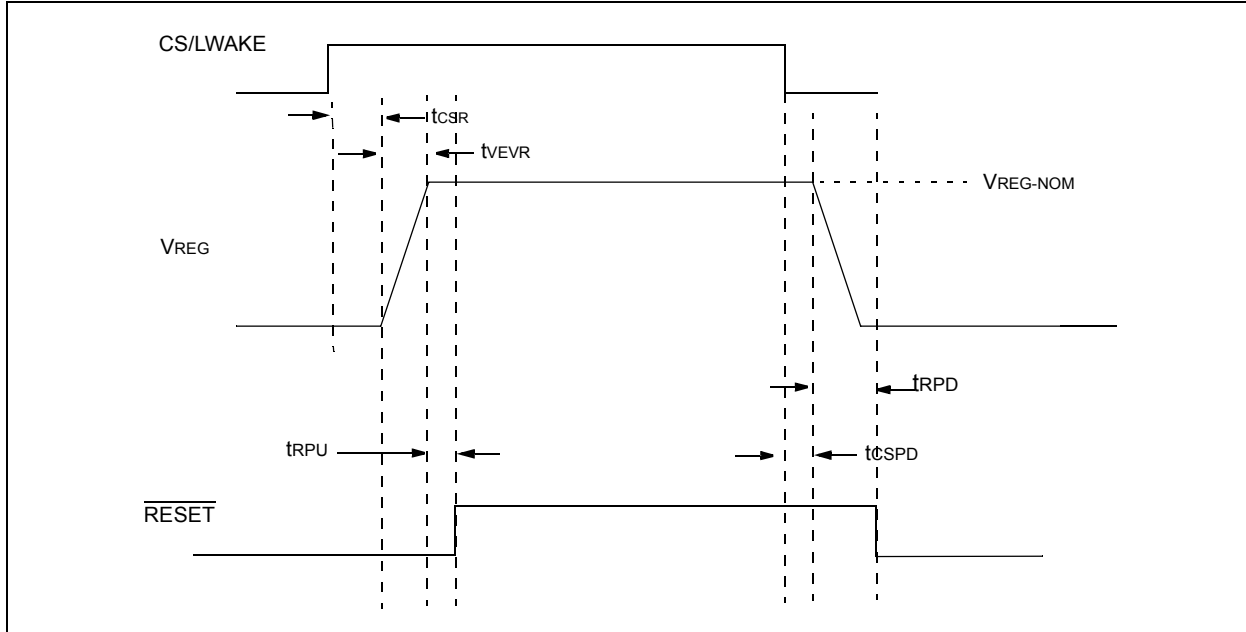 CS/LWAKE
tCSR
tVEVR
VREG-NOM
VREG
tRPD
tRPU
tCSPD
RESET